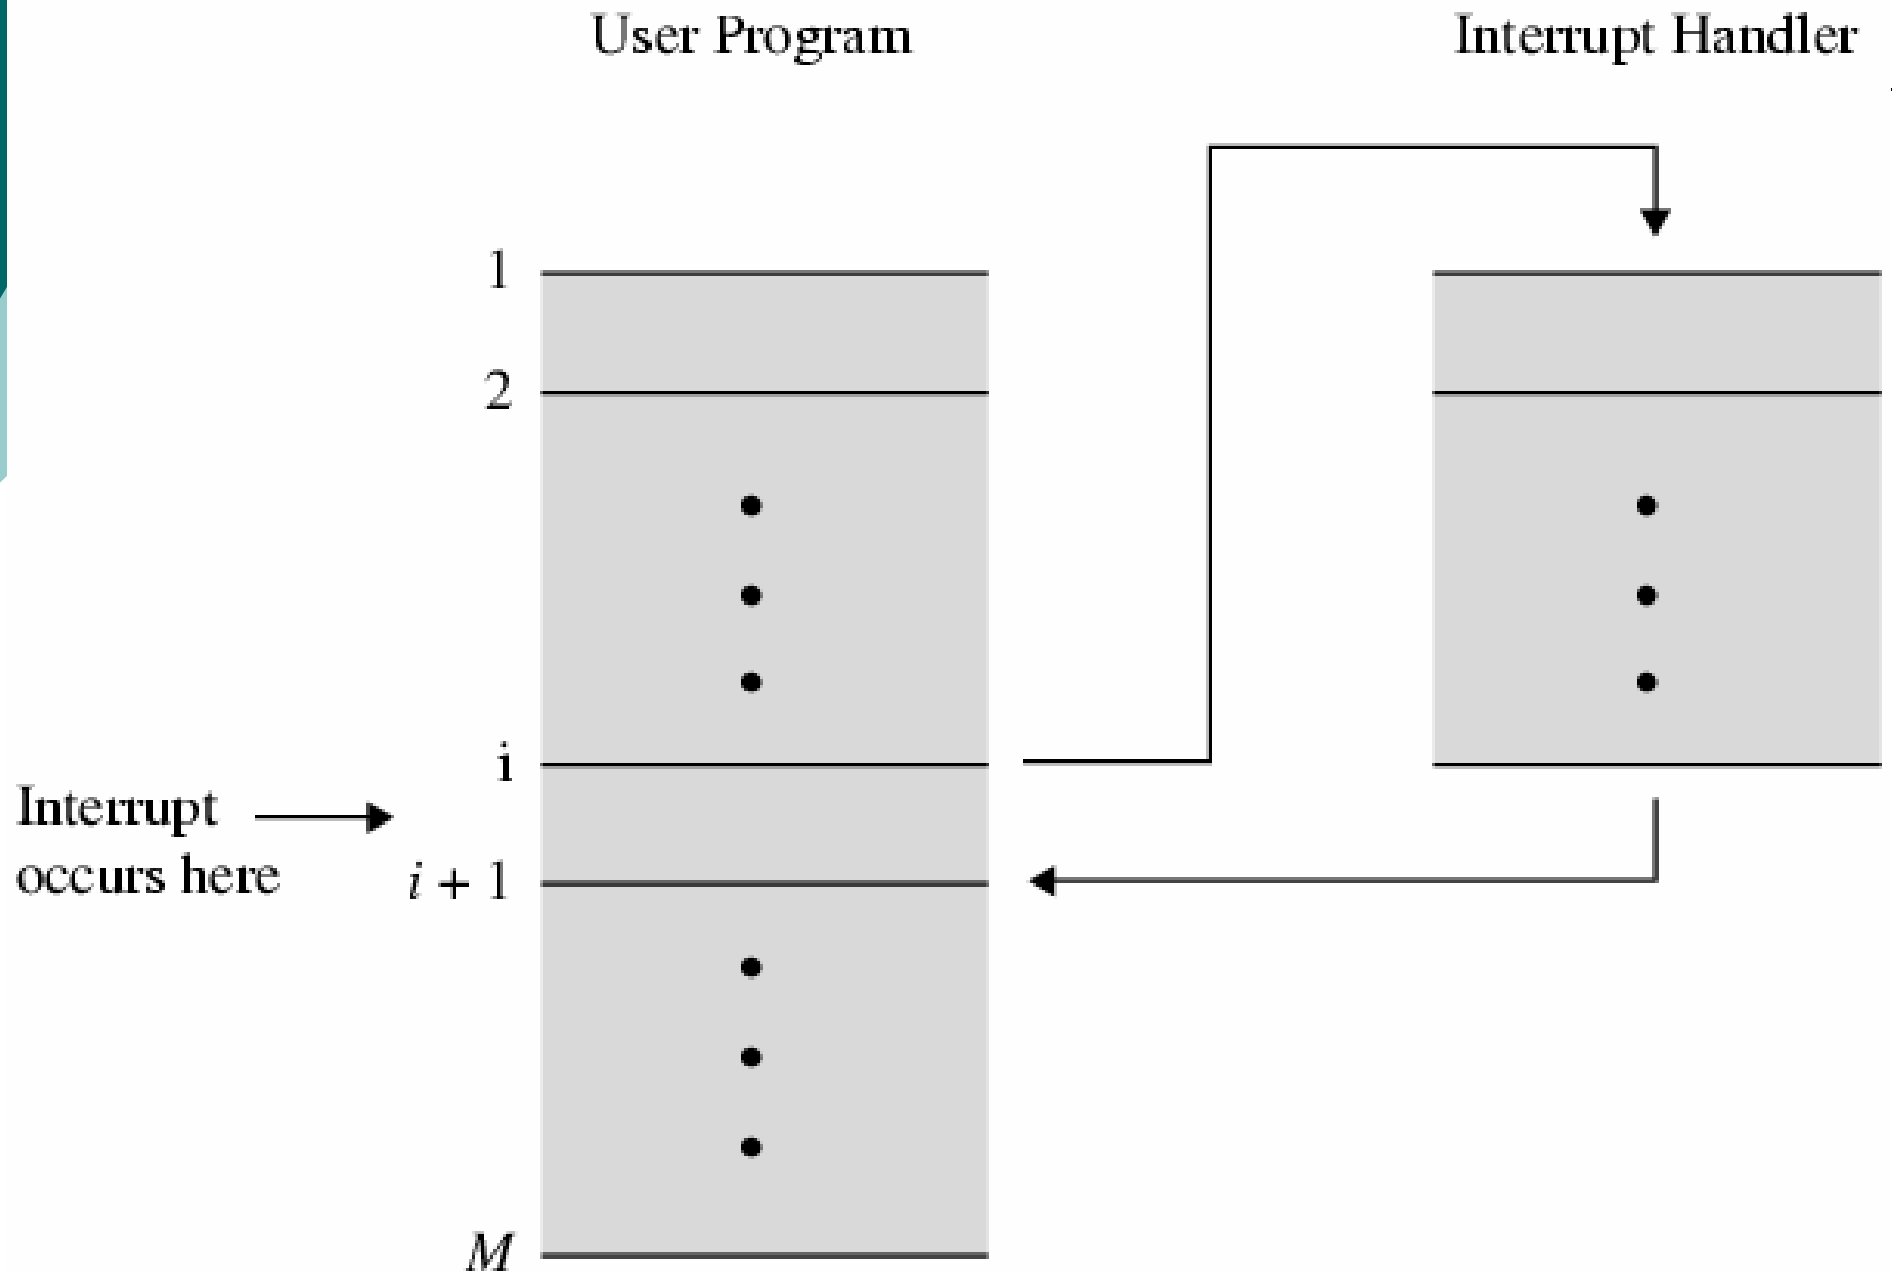 User Program
Interrupt Handler
1
2
i
Interrupt
occurs here
i + 1
M